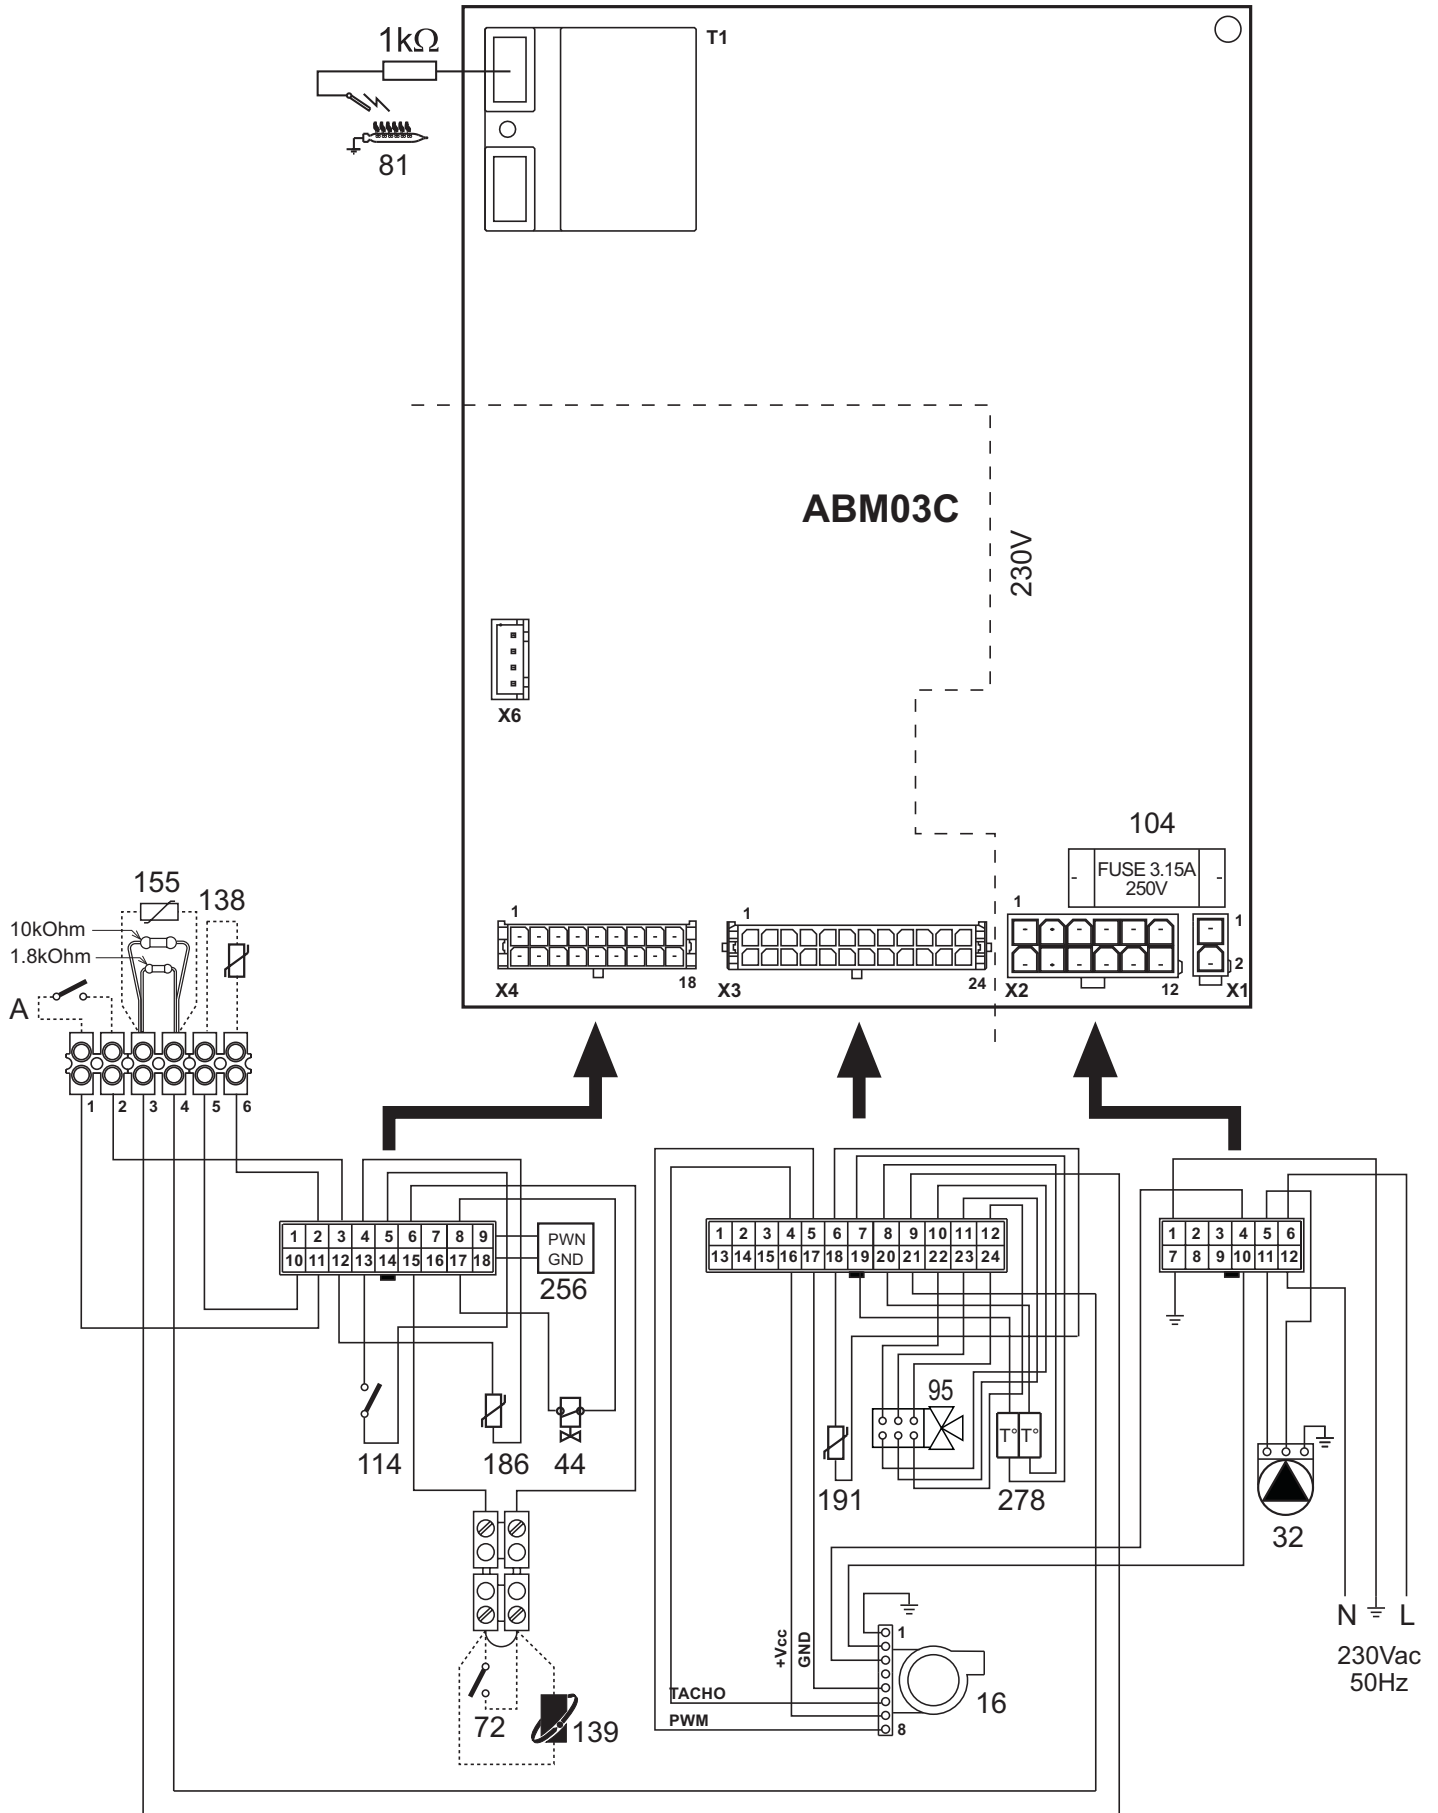 1kΩ
T1
81
ABM03C
230V
X6
104
FUSE 3.15A
250V
155
138
10kOhm
1.8kOhm
A
1
18
X4
1
24
X3
1
12
X2
1
2
X1
1 2 3 4 5 6
1 2 3 4 5 6 7 8 9
10 11 12 13 14 15 16 17 18
PWN
GND
256
1 2 3 4 5 6 7 8 9 10 11 12
13 14 15 16 17 18 19 20 21 22 23 24
1 2 3 4 5 6
7 8 9 10 11 12
114
186
44
191
95
T° T°
278
32
N L
230Vac
50Hz
+Vcc
GND
TACHO
PWM
1
8
16
72
139